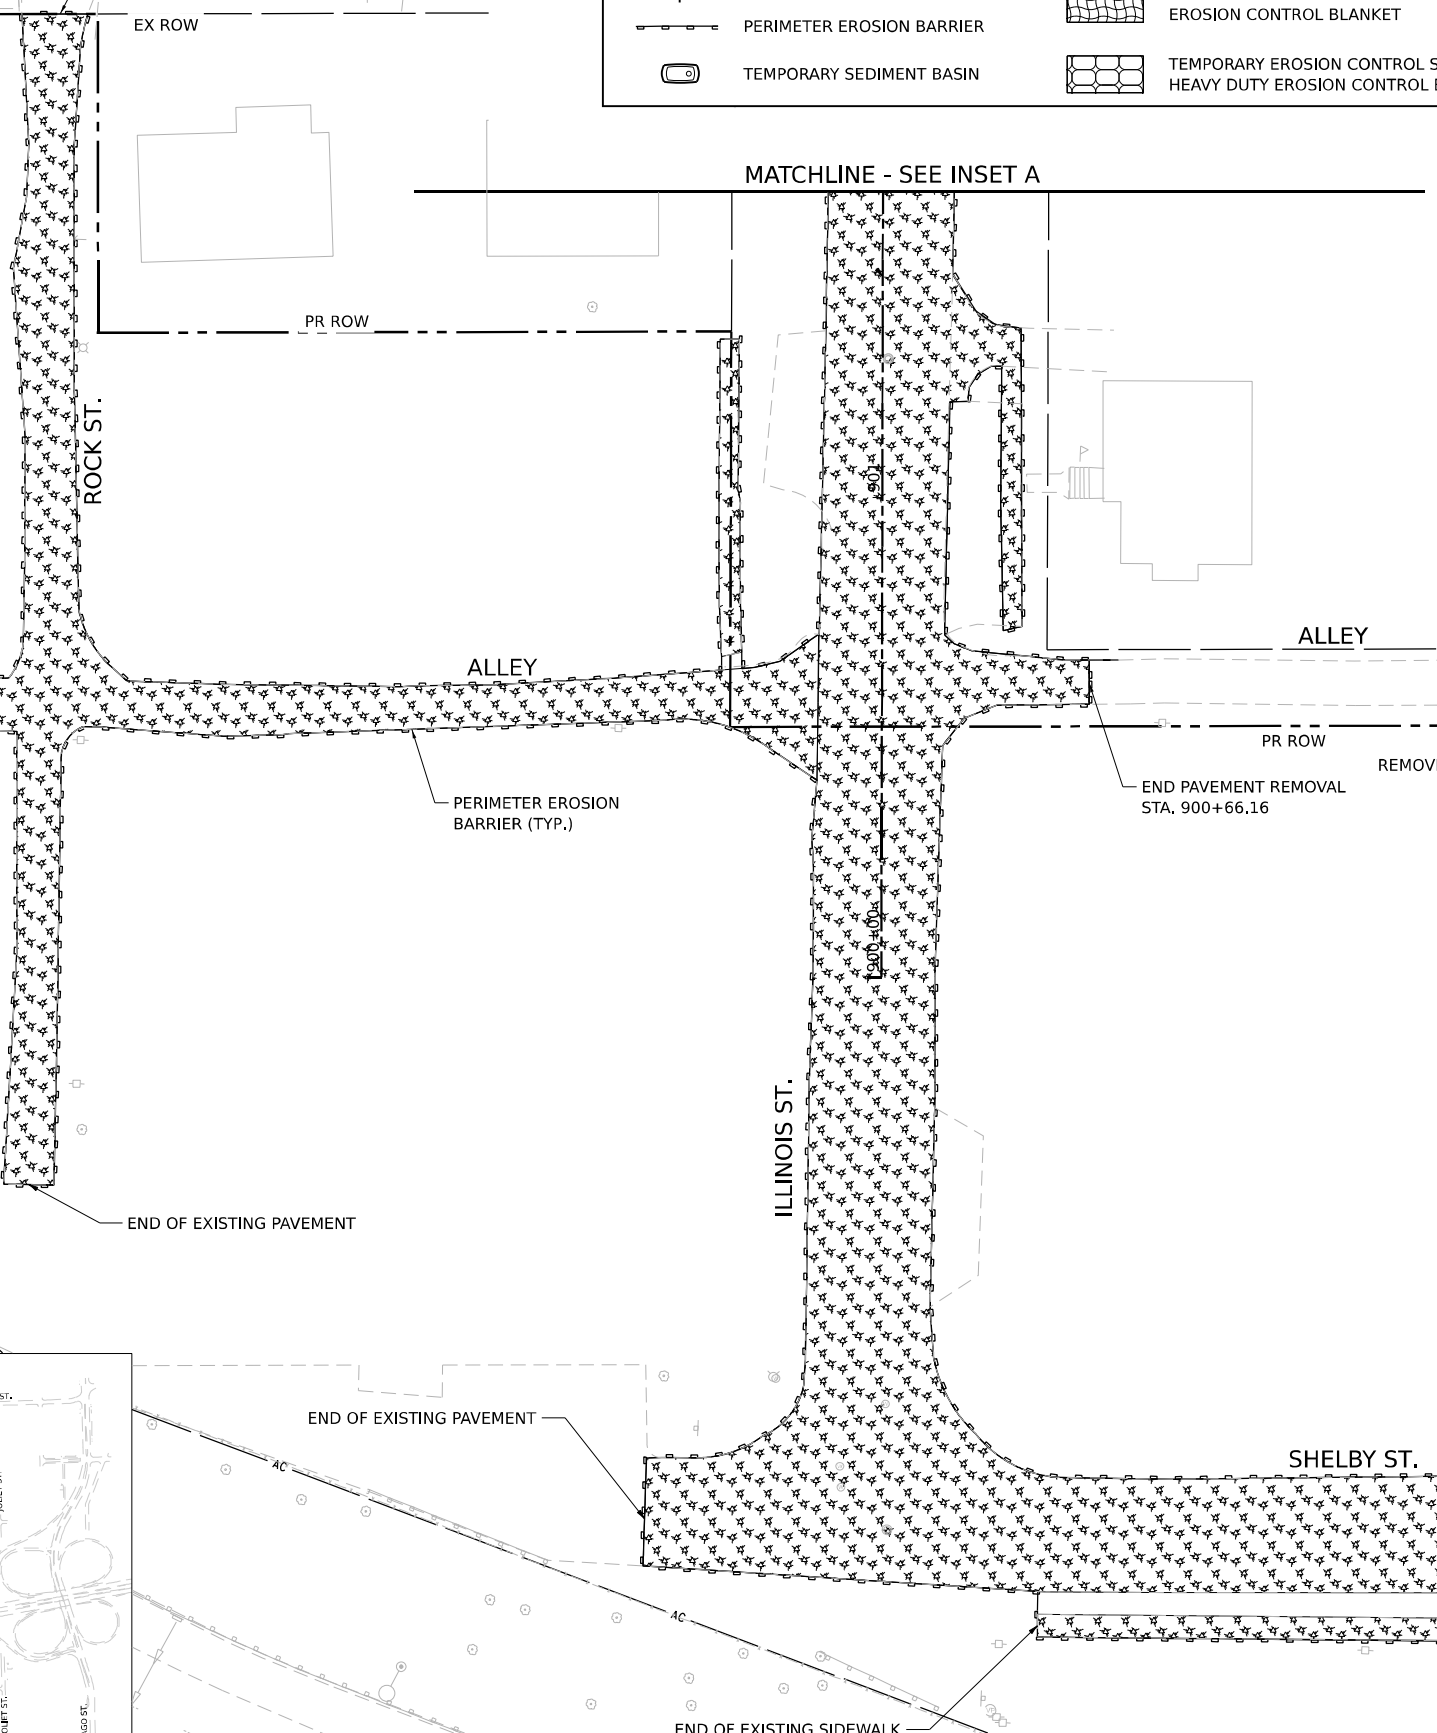 EX ROW
PERIMETER EROSION BARRIER
TEMPORARY SEDIMENT BASIN
EROSION CONTROL BLANKET
TEMPORARY EROSION CONTROL S
HEAVY DUTY EROSION CONTROL
MATCHLINE - SEE INSET A
PR ROW
ROCK ST.
901
ALLEY
ALLEY
PR ROW
REMOV
END PAVEMENT REMOVAL
STA. 900+66.16
PERIMETER EROSION
BARRIER (TYP.)
900+00
ILLINOIS ST.
END OF EXISTING PAVEMENT
ST.
END OF EXISTING PAVEMENT
SHELBY ST.
AC
AC
END OF EXISTING SIDEWALK